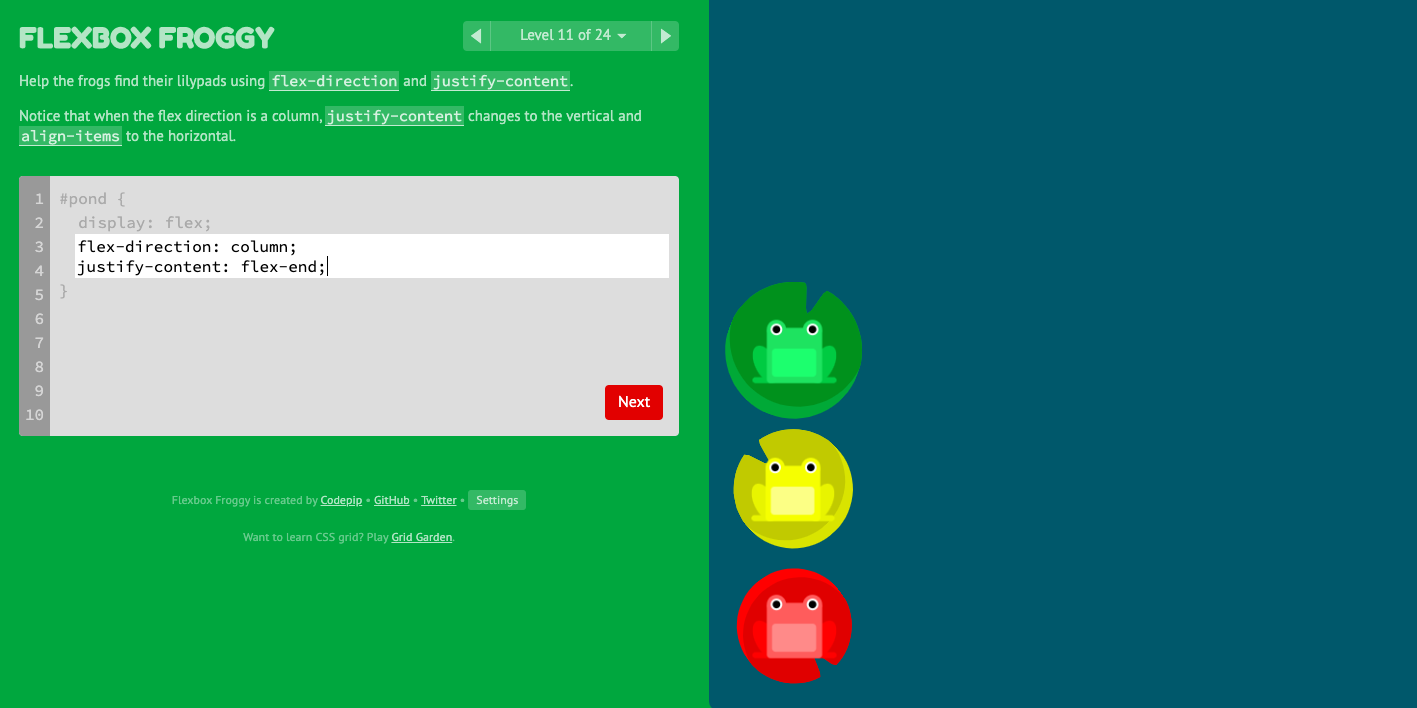 FLEXBOX FROGGY
Level 11 of 24
Help the frogs find their lilypads using flex-direction and justify-content.
Notice that when the flex direction is a column, justify-content changes to the vertical and
align-items to the horizontal.
1 #pond {
2 display: flex;
3 flex-direction: column;
4 justify-content: flex-end;
5 }
6
7
8
9
10
Next
Flexbox Froggy is created by Codepip • GitHub • Twitter • Settings
Want to learn CSS grid? Play Grid Garden.